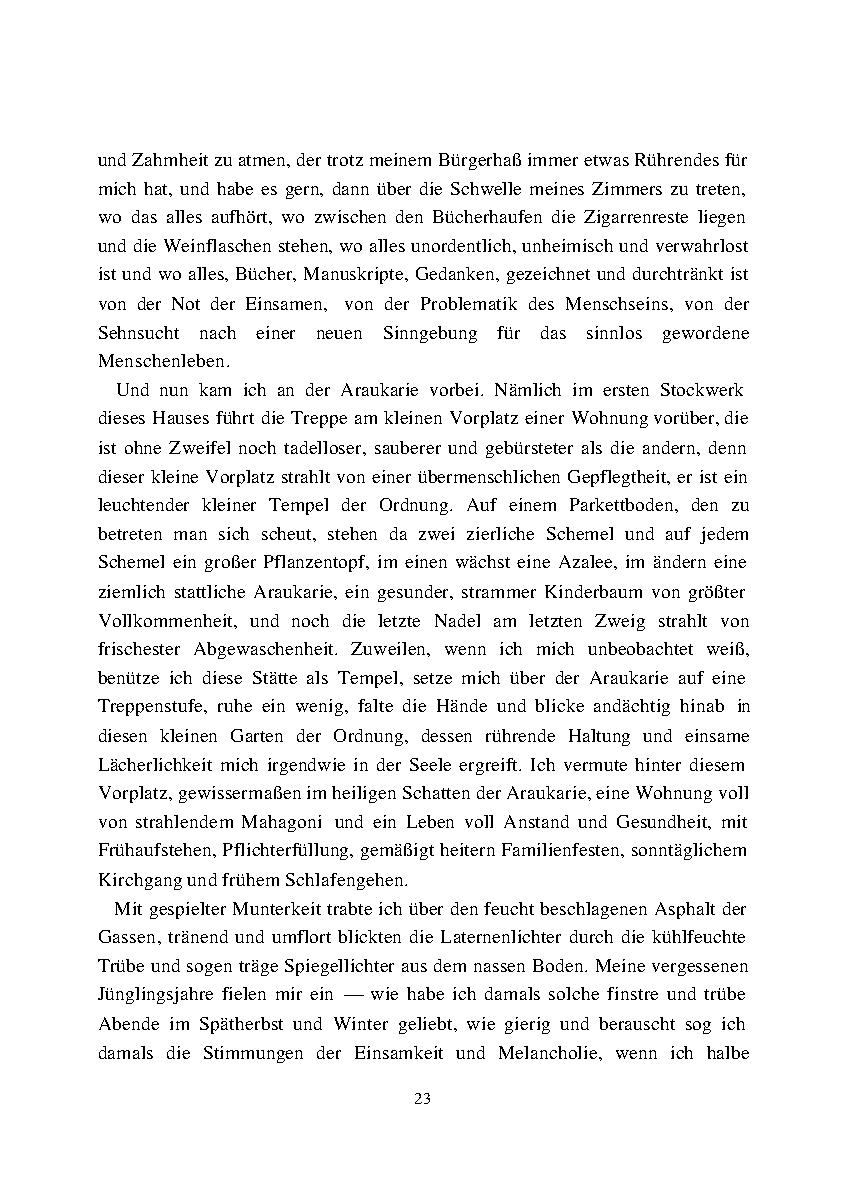 und Zahmheit zu atmen, der trotz meinem Bürgerhaß immer etwas Rührendes für
mich hat, und habe es gern, dann über die Schwelle meines Zimmers zu treten,
wo das alles aufhört, wo zwischen den Bücherhaufen die Zigarrenreste liegen
und die Weinflaschen stehen, wo alles unordentlich, unheimisch und verwahrlost
ist und wo alles, Bücher, Manuskripte, Gedanken, gezeichnet und durchtränkt ist
von der Not der Einsamen, von der Problematik des Menschseins, von der
Sehnsucht nach einer neuen Sinngebung für das sinnlos gewordene
Menschenleben.
Und nun kam ich an der Araukarie vorbei. Nämlich im ersten Stockwerk
dieses Hauses führt die Treppe am kleinen Vorplatz einer Wohnung vorüber, die
ist ohne Zweifel noch tadelloser, sauberer und gebürsteter als die andern, denn
dieser kleine Vorplatz strahlt von einer übermenschlichen Gepflegtheit, er ist ein
leuchtender kleiner Tempel der Ordnung. Auf einem Parkettboden, den zu
betreten man sich scheut, stehen da zwei zierliche Schemel und auf jedem
Schemel ein großer Pflanzentopf, im einen wächst eine Azalee, im ändern eine
ziemlich stattliche Araukarie, ein gesunder, strammer Kinderbaum von größter
Vollkommenheit, und noch die letzte Nadel am letzten Zweig strahlt von
frischester Abgewaschenheit. Zuweilen, wenn ich mich unbeobachtet weiß,
benütze ich diese Stätte als Tempel, setze mich über der Araukarie auf eine
Treppenstufe, ruhe ein wenig, falte die Hände und blicke andächtig hinab in
diesen kleinen Garten der Ordnung, dessen rührende Haltung und einsame
Lächerlichkeit mich irgendwie in der Seele ergreift. Ich vermute hinter diesem
Vorplatz, gewissermaßen im heiligen Schatten der Araukarie, eine Wohnung voll
von strahlendem Mahagoni und ein Leben voll Anstand und Gesundheit, mit
Frühaufstehen, Pflichterfüllung, gemäßigt heitern Familienfesten, sonntäglichem
Kirchgang und frühem Schlafengehen.
Mit gespielter Munterkeit trabte ich über den feucht beschlagenen Asphalt der
Gassen, tränend und umflort blickten die Laternenlichter durch die kühlfeuchte
Trübe und sogen träge Spiegellichter aus dem nassen Boden. Meine vergessenen
Jünglingsjahre fielen mir ein — wie habe ich damals solche finstre und trübe
Abende im Spätherbst und Winter geliebt, wie gierig und berauscht sog ich
damals die Stimmungen der Einsamkeit und Melancholie, wenn ich halbe
23